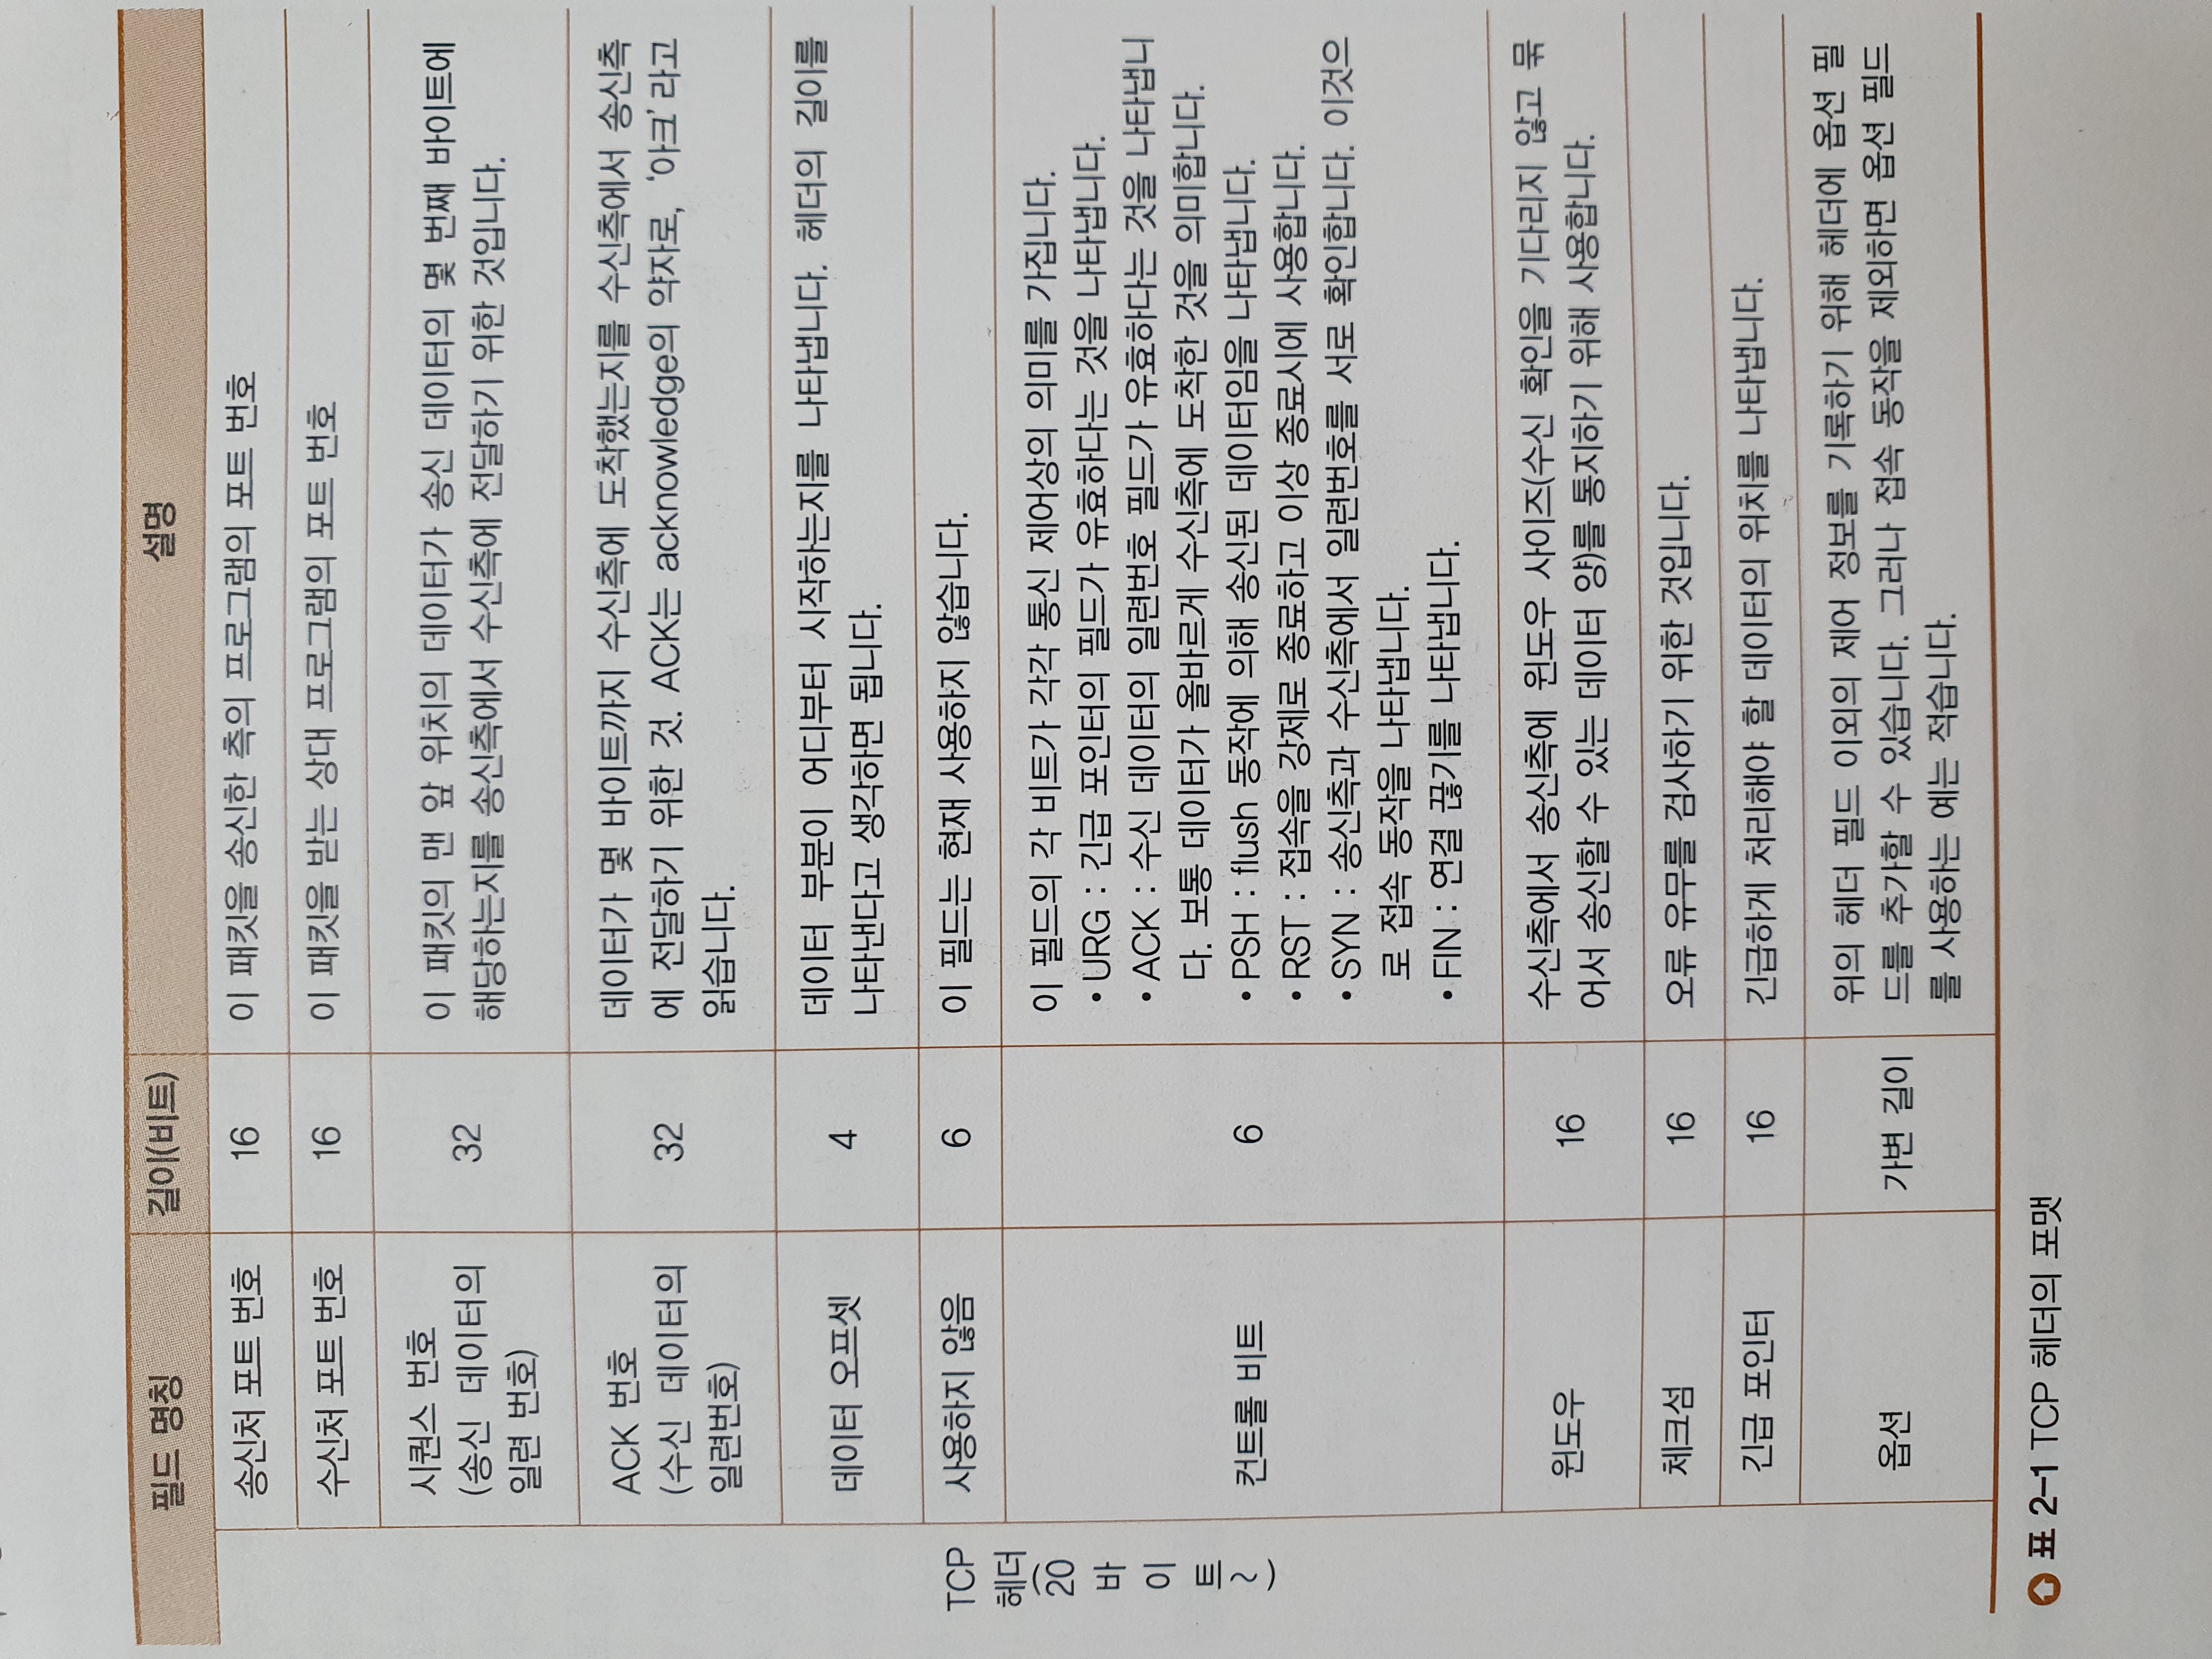 필드 명칭 길이(비트) 설명
송신처 포트 번호 16 이 패킷을 송신한 측의 프로그램의 포트 번호
수신처 포트 번호 16 이 패킷을 받는 상대 프로그램의 포트 번호
시퀀스 번호
(송신 데이터의
일련 번호)
32
이 패킷의 맨 앞 위치의 데이터가 송신 데이터의 몇 번째 바이트에
해당하는지를 송신측에서 수신측에 전달하기 위한 것입니다.
ACK 번호
(수신 데이터의
일련번호)
32
데이터가 몇 바이트까지 수신측에 도착했는지를 수신측에서 송신측
에 전달하기 위한 것. ACK는 acknowledge의 약자로, ‘아크’라고
읽습니다.
데이터 오프셋
4
데이터 부분이 어디부터 시작하는지를 나타냅니다. 헤더의 길이를
나타낸다고 생각하면 됩니다.
TCP
헤더
(
20
바
이
트
~
)
사용하지 않음 6 이 필드는 현재 사용하지 않습니다.
컨트롤 비트
6
이 필드의 각 비트가 각각 통신 제어상의 의미를 가집니다.
• URG : 긴급 포인터의 필드가 유효하다는 것을 나타냅니다.
• ACK : 수신 데이터의 일련번호 필드가 유효하다는 것을 나타냅니
다. 보통 데이터가 올바르게 수신측에 도착한 것을 의미합니다.
• PSH : flush 동작에 의해 송신된 데이터임을 나타냅니다.
• RST : 접속을 강제로 종료하고 이상 종료시에 사용합니다.
• SYN : 송신측과 수신측에서 일련번호를 서로 확인합니다. 이것으
로 접속 동작을 나타냅니다.
• FIN : 연결 끊기를 나타냅니다.
윈도우
16
수신측에서 송신측에 윈도우 사이즈(수신 확인을 기다리지 않고 묶
어서 송신할 수 있는 데이터 양)를 통지하기 위해 사용합니다.
체크섬 16 오류 유무를 검사하기 위한 것입니다.
긴급 포인터 16 긴급하게 처리해야 할 데이터의 위치를 나타냅니다.
옵션
가변 길이
위의 헤더 필드 이외의 제어 정보를 기록하기 위해 헤더에 옵션 필
드를 추가할 수 있습니다. 그러나 접속 동작을 제외하면 옵션 필드
를 사용하는 예는 적습니다.
표 2–1 TCP 헤더의 포맷